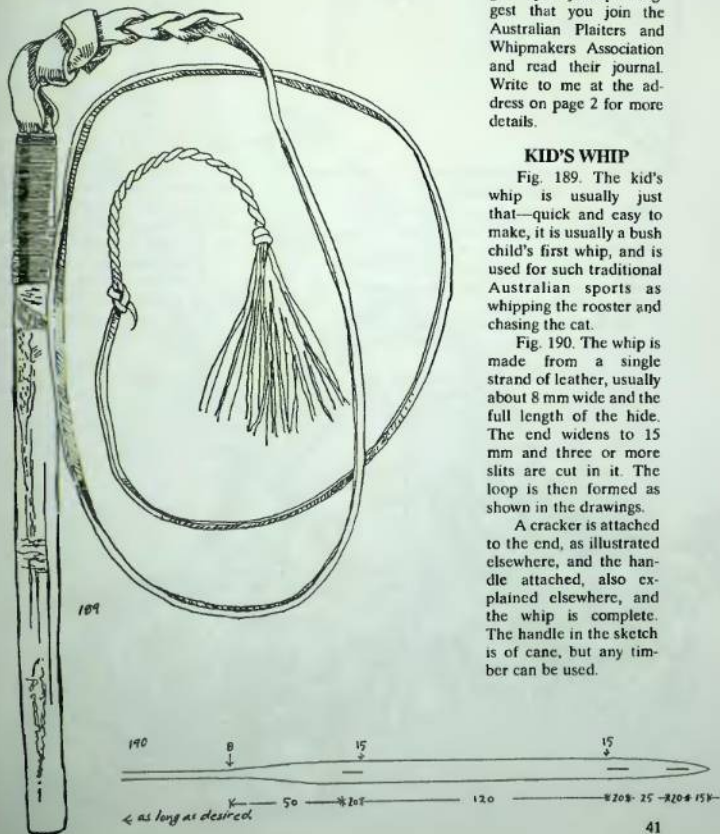 gest that you join the
Australian Plaiters and
Whipmakers Association
and read their journal.
Write to me at the ad-
dress on page 2 for more
details.
KID'S WHIP
Fig. 189. The kid's
whip is usually just
that—quick and easy to
make, it is usually a bush
child's first whip, and is
used for such traditional
Australian sports as
whipping the rooster and
chasing the cat.
Fig. 190. The whip is
made from a single
strand of leather, usually
about 8 mm wide and the
full length of the hide.
The end widens to 15
mm and three or more
slits are cut in it. The
loop is then formed as
shown in the drawings.
A cracker is attached
to the end, as illustrated
elsewhere, and the han-
dle attached, also ex-
plained elsewhere, and
the whip is complete.
The handle in the sketch
is of cane, but any tim-
ber can be used.
189
190 8 15 15
50 20 120 20 25 20 15
as long as desired
41